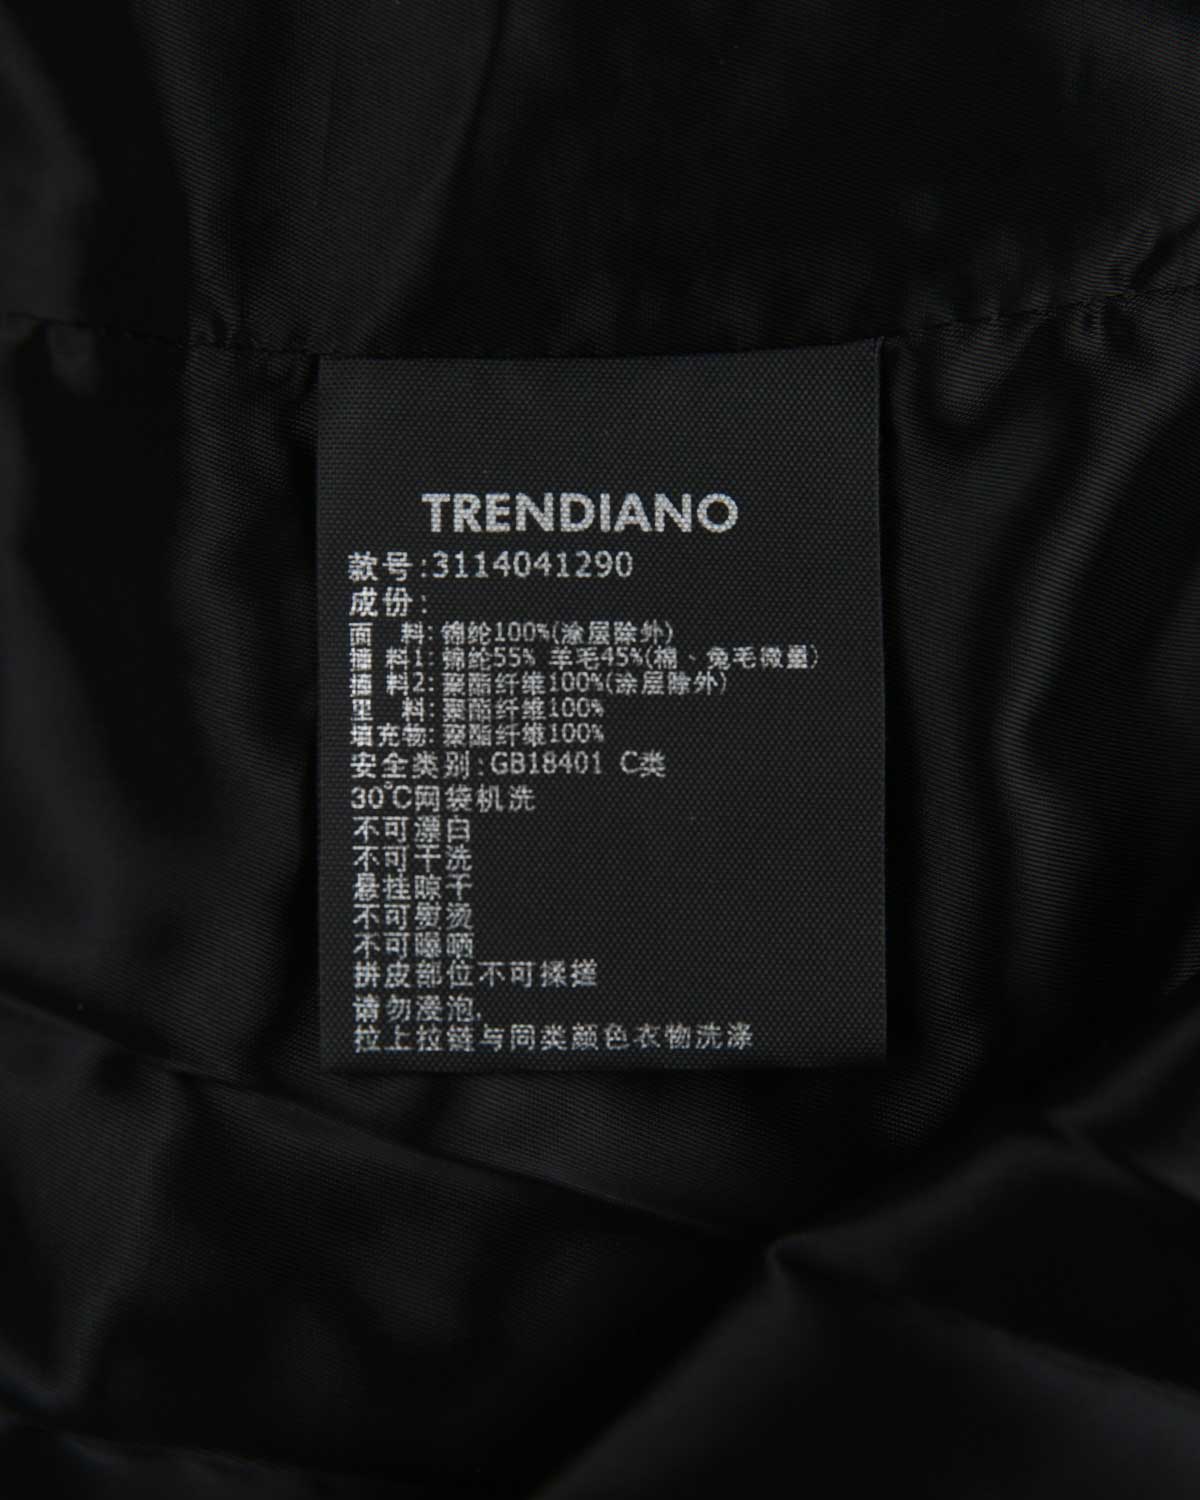 TRENDIANO
款号:3114041290
成份:
面 料: 锦纶100%(涂层除外)
插 料1: 锦纶55% 羊毛45%(棉、兔毛微量)
插 料2: 聚酯纤维100%(涂层除外)
里 料: 聚酯纤维100%
填充物: 聚酯纤维100%
安全类别:GB18401 C类
30℃网袋机洗
不可漂白
不可干洗
悬挂晾干
不可熨烫
不可曝晒
拼皮部位不可揉搓
请勿浸泡,
拉上拉链与同类颜色衣物洗涤